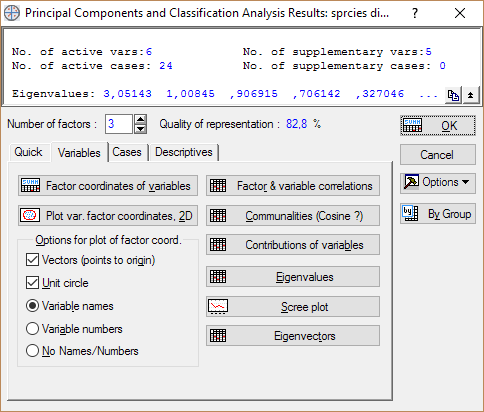 Principal Components and Classification Analysis Results: sprcies di... ?
No. of active vars:6 No. of supplementary vars:5
No. of active cases: 24 No. of supplementary cases: 0
Eigenvalues: 3,05143 1,00845 ,906915 ,706142 ,327046 ...
Number of factors : 3 Quality of representation : 82,8 %
OK
Cancel
Options
By Group
Quick Variables Cases Descriptives
Factor coordinates of variables
Factor & variable correlations
Plot var. factor coordinates, 2D
Communalities (Cosine ?)
Contributions of variables
Options for plot of factor coord.
Vectors (points to origin)
Eigenvalues
Unit circle
Variable names
Scree plot
Variable numbers
Eigenvectors
No Names/Numbers